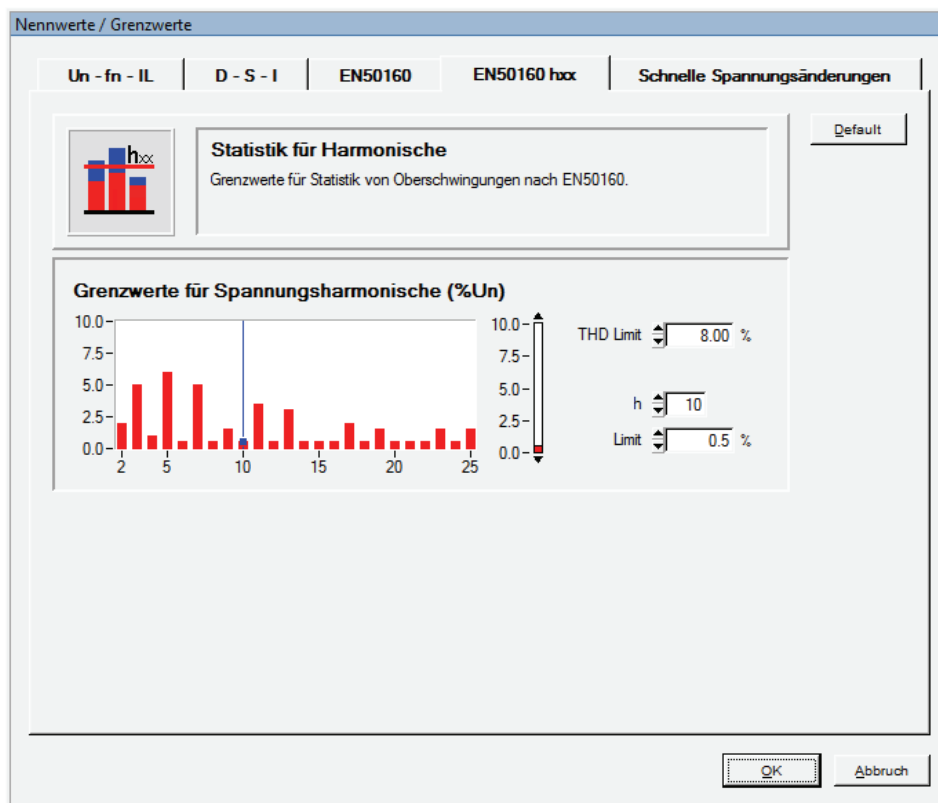 Nennwerte / Grenzwerte
Un - fn - IL
D - S - I
EN50160
EN50160 hxx
Schnelle Spannungsänderungen
Default
hxx
Statistik für Harmonische
Grenzwerte für Statistik von Oberschwingungen nach EN50160.
Grenzwerte für Spannungsharmonische (%Un)
10.0
7.5
5.0
2.5
0.0
2
5
10
15
20
25
10.0
7.5
5.0
2.5
0.0
THD Limit 8.00 %
h 10
Limit 0.5 %
OK
Abbruch